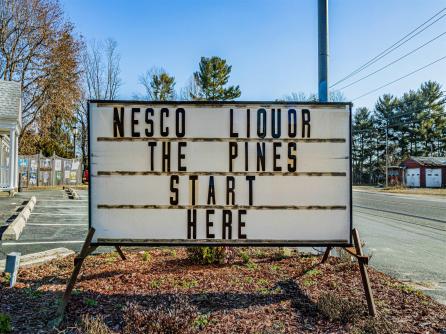 NESCO LIQUOR
THE PINES
START
HERE